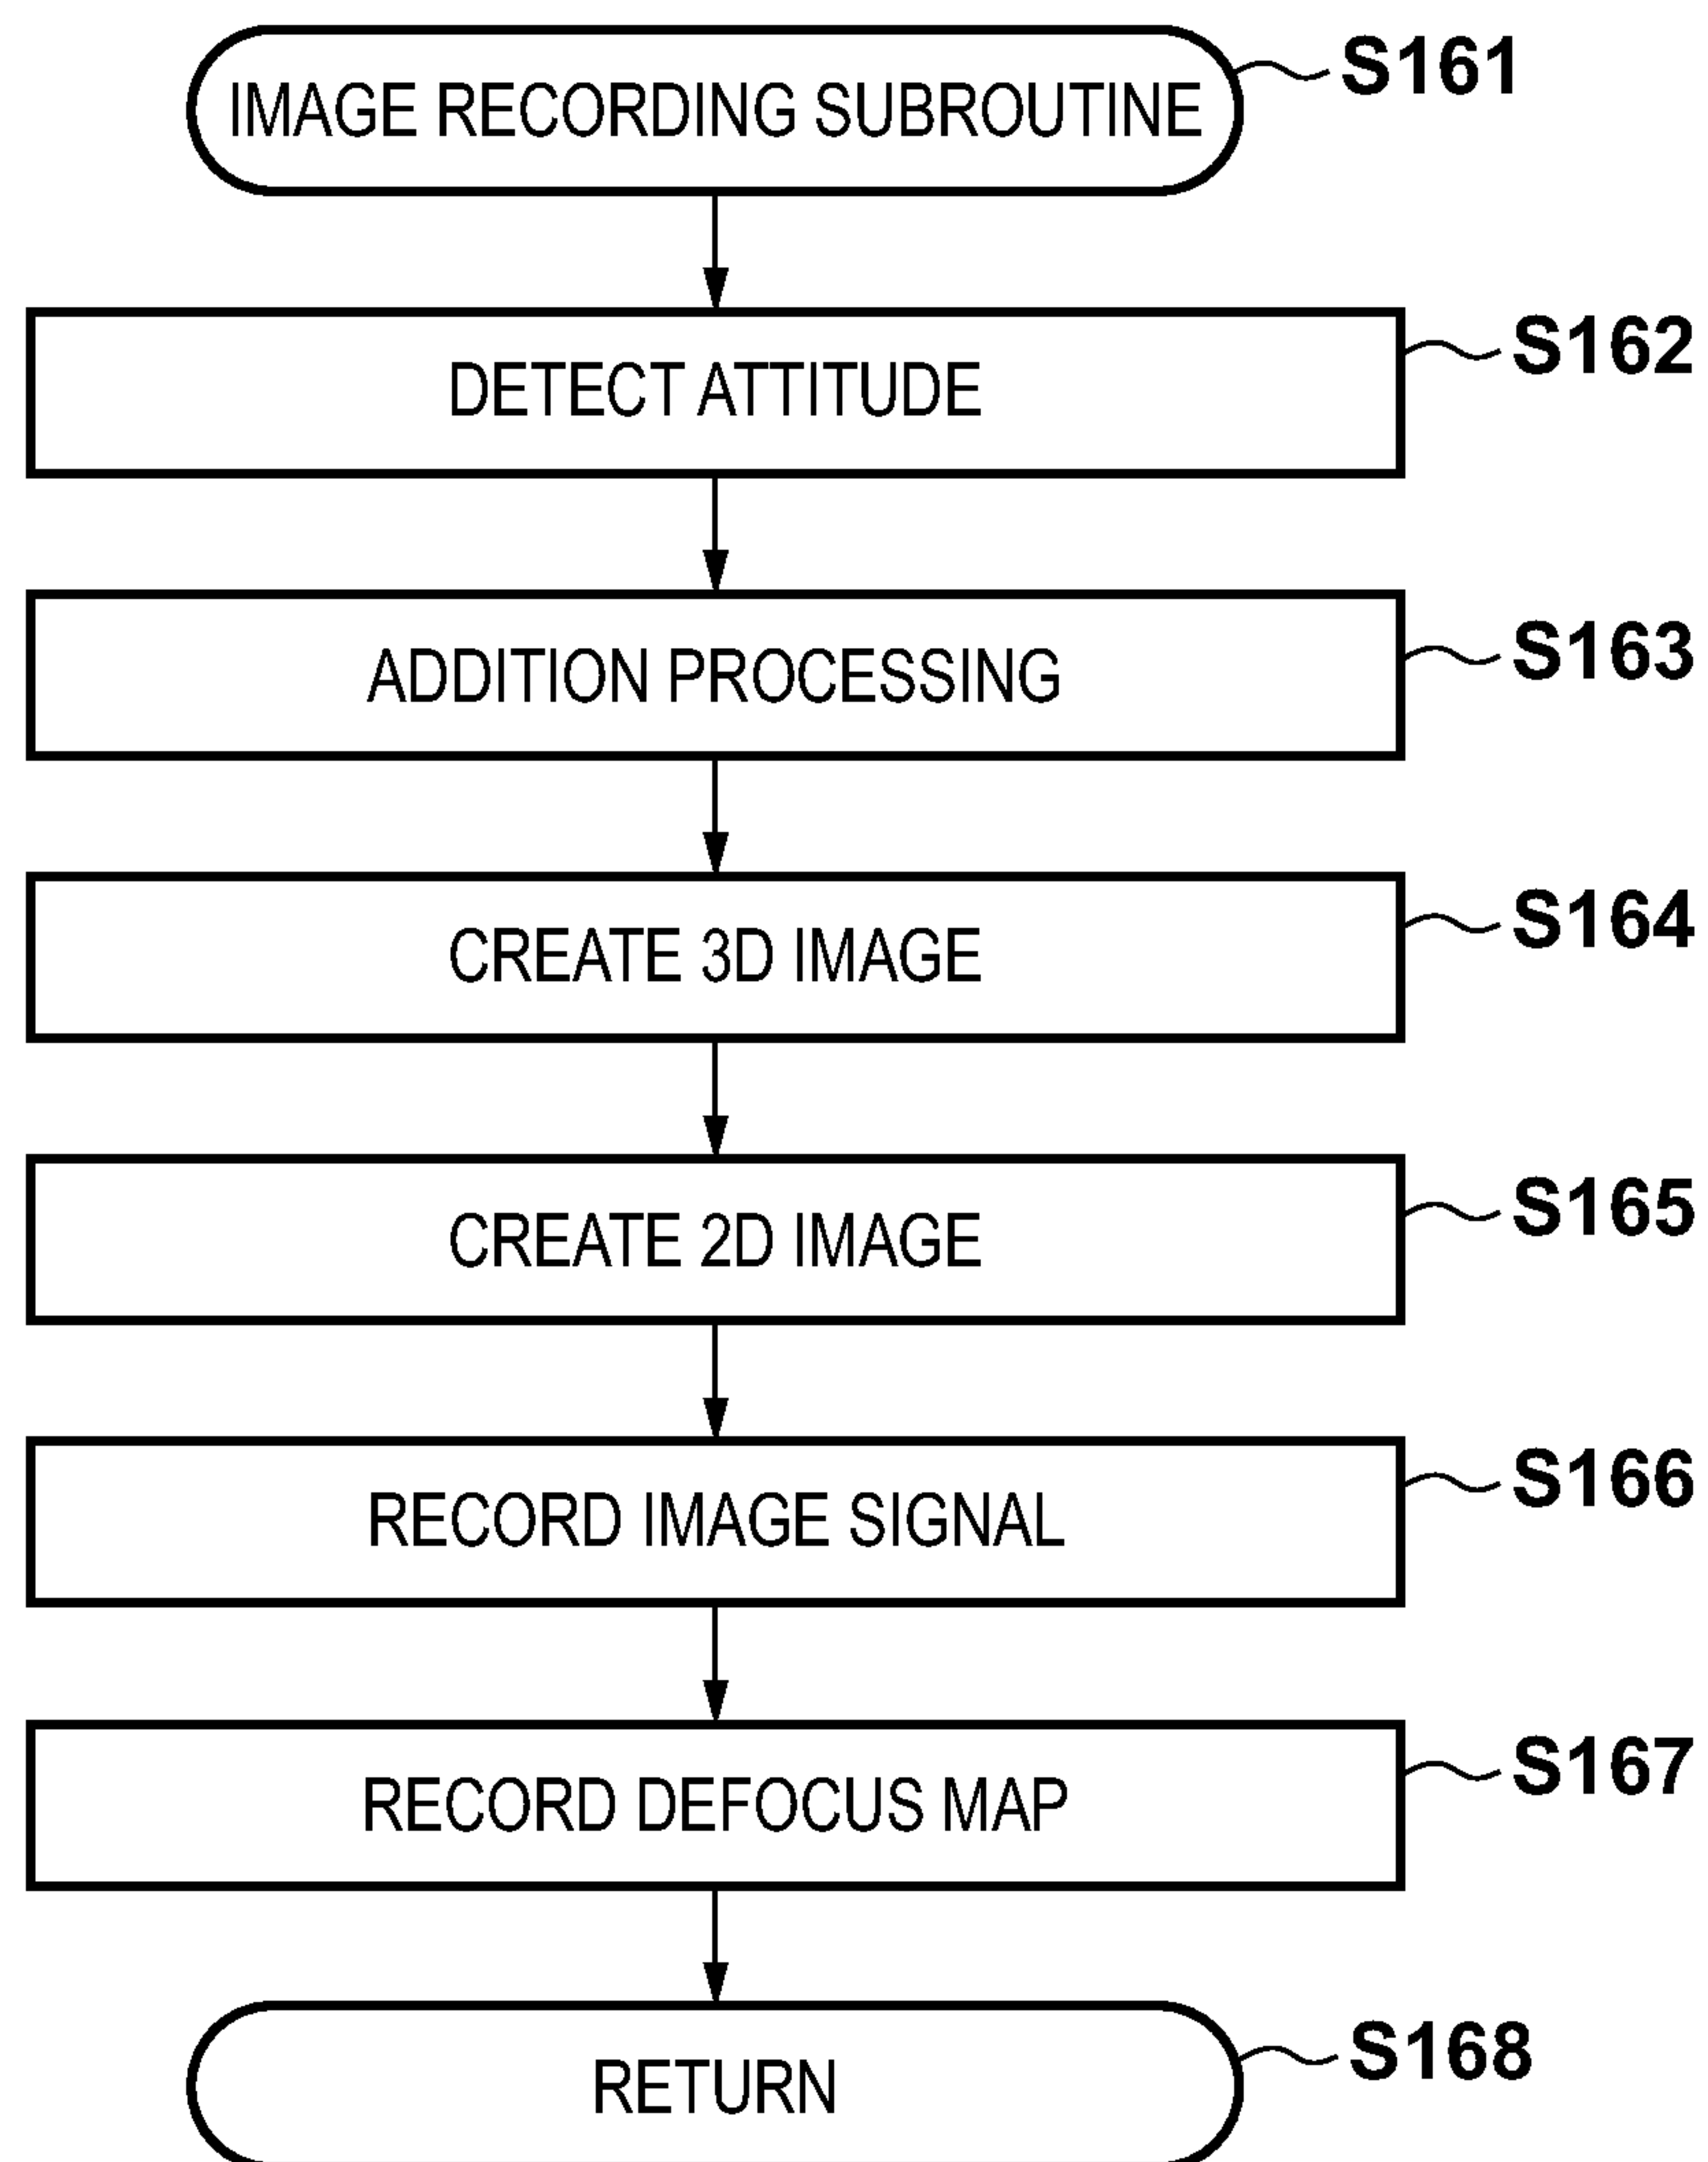 IMAGE RECORDING SUBROUTINE S161
DETECT ATTITUDE S162
ADDITION PROCESSING S163
CREATE 3D IMAGE S164
CREATE 2D IMAGE S165
RECORD IMAGE SIGNAL S166
RECORD DEFOCUS MAP S167
RETURN S168